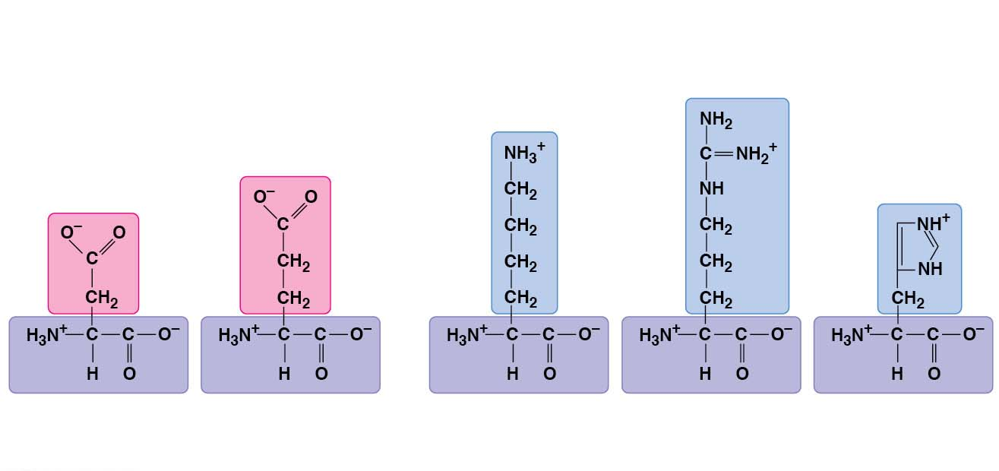 NH₂
C=NH₂⁺
NH
CH₂
CH₂
CH₂
NH₃⁺
CH₂
CH₂
CH₂
CH₂
O⁻ O
C
CH₂
CH₂
O⁻ O
C
CH₂
NH⁺
NH
CH₂
H₃N⁺—C—C—O⁻
H O
H₃N⁺—C—C—O⁻
H O
H₃N⁺—C—C—O⁻
H O
H₃N⁺—C—C—O⁻
H O
H₃N⁺—C—C—O⁻
H O